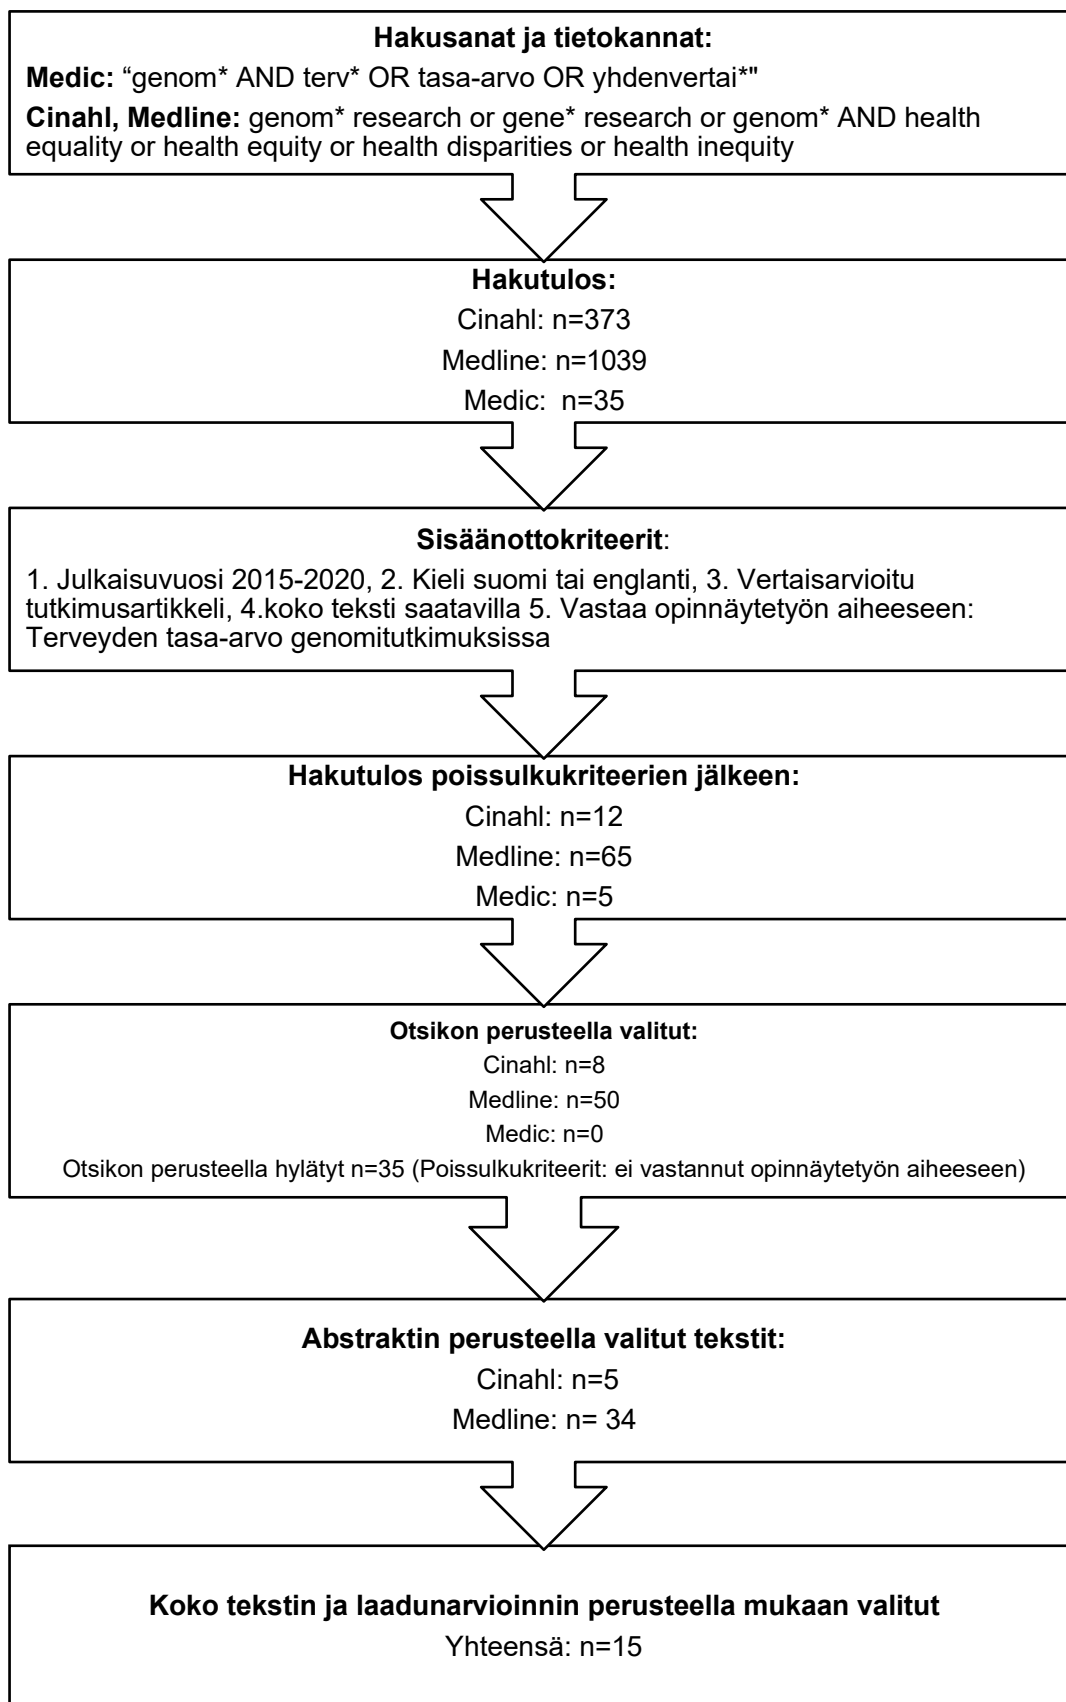 Hakusanat ja tietokannat:
Medic: “genom* AND terv* OR tasa-arvo OR yhdenvertai*"
Cinahl, Medline: genom* research or gene* research or genom* AND health
equality or health equity or health disparities or health inequity
Hakutulos:
Cinahl: n=373
Medline: n=1039
Medic: n=35
Sisäänottokriteerit:
1. Julkaisuvuosi 2015-2020, 2. Kieli suomi tai englanti, 3. Vertaisarvioitu
tutkimusartikkeli, 4.koko teksti saatavilla 5. Vastaa opinnäytetyön aiheeseen:
Terveyden tasa-arvo genomitutkimuksissa
Hakutulos poissulkukriteerien jälkeen:
Cinahl: n=12
Medline: n=65
Medic: n=5
Otsikon perusteella valitut:
Cinahl: n=8
Medline: n=50
Medic: n=0
Otsikon perusteella hylätyt n=35 (Poissulkukriteerit: ei vastannut opinnäytetyön aiheeseen)
Abstraktin perusteella valitut tekstit:
Cinahl: n=5
Medline: n= 34
Koko tekstin ja laadunarvioinnin perusteella mukaan valitut
Yhteensä: n=15